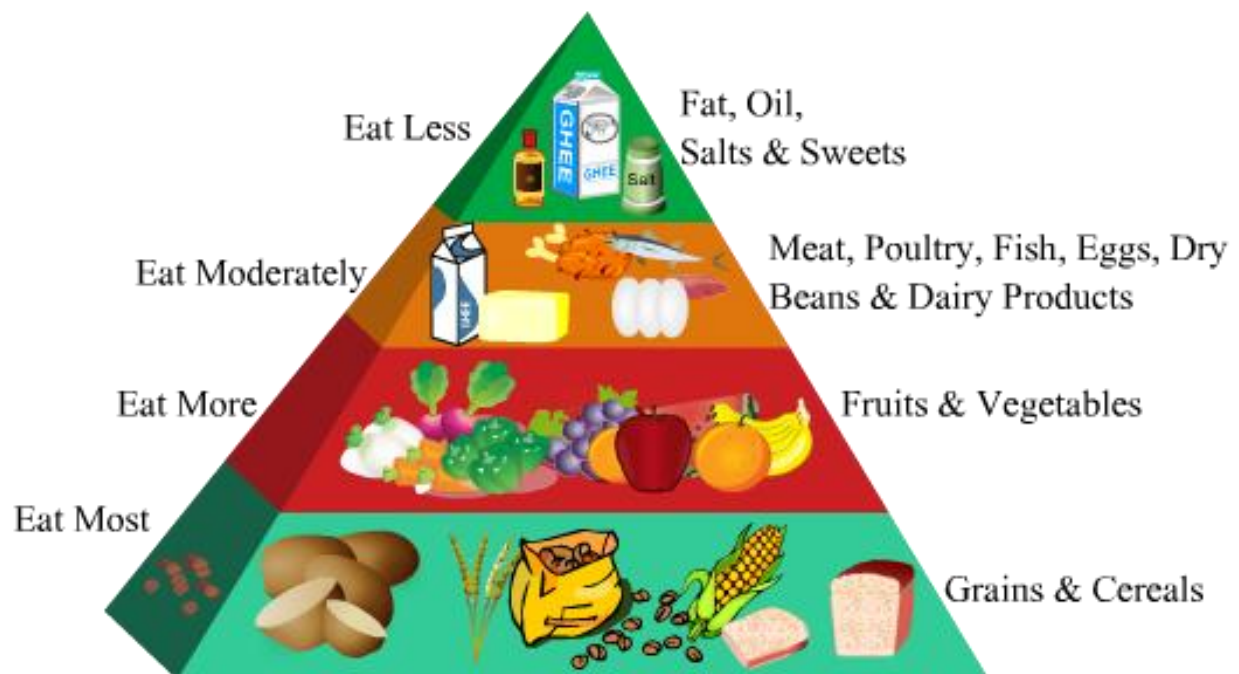 Eat Less
Fat, Oil,
Salts & Sweets
GHEE
GHEE
Salt
Eat Moderately
Meat, Poultry, Fish, Eggs, Dry
Beans & Dairy Products
GHEE
Eat More
Fruits & Vegetables
Eat Most
Grains & Cereals